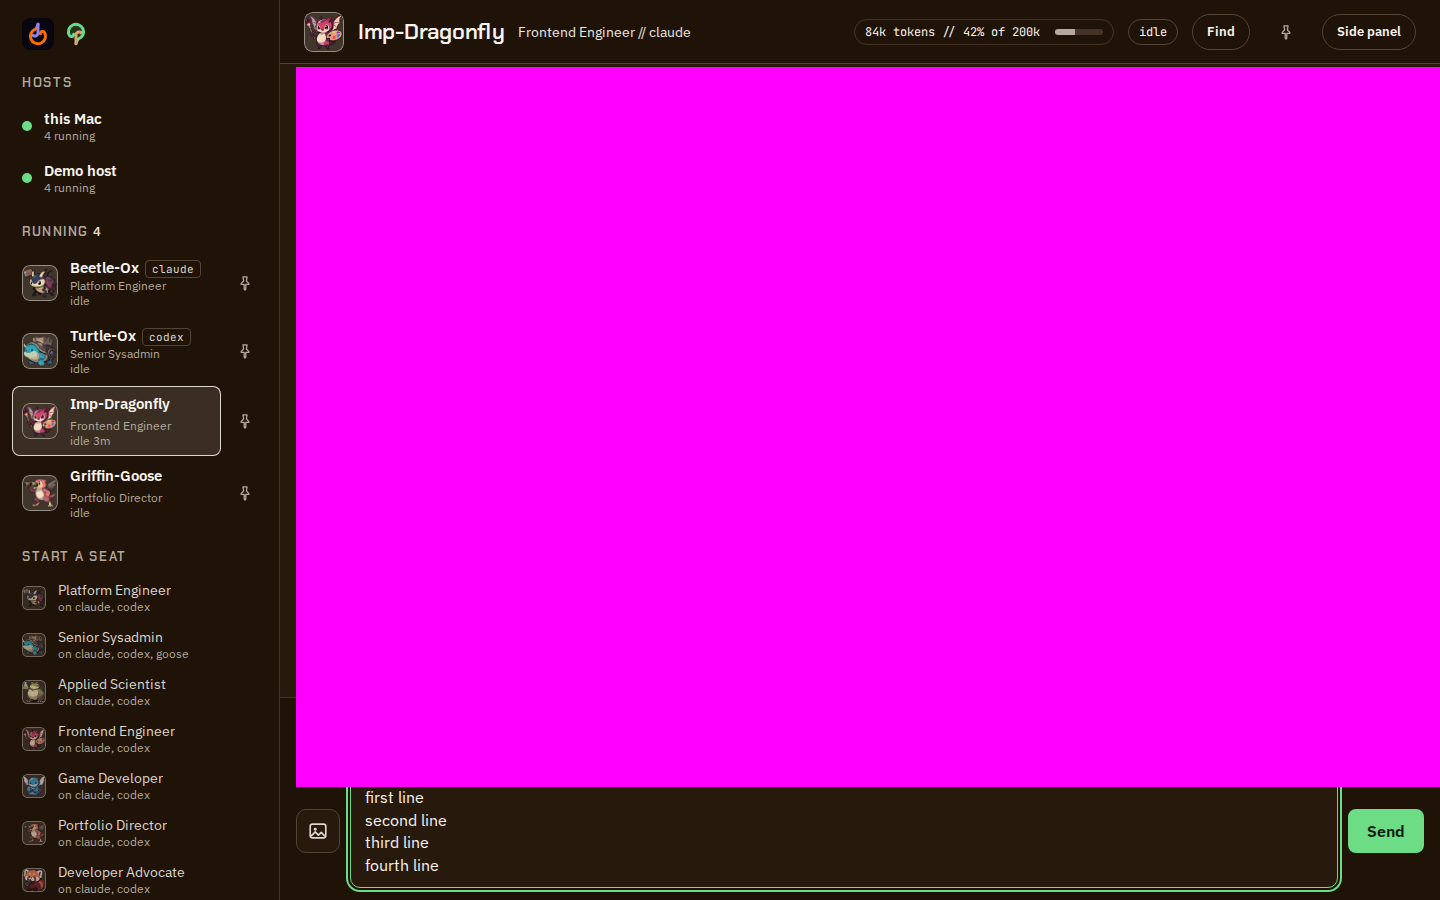 HOSTS
this Mac
4 running
Demo host
4 running
RUNNING 4
Beetle-Ox claude
Platform Engineer
idle
Turtle-Ox codex
Senior Sysadmin
idle
Imp-Dragonfly
Frontend Engineer
idle 3m
Griffin-Goose
Portfolio Director
idle
START A SEAT
Platform Engineer
on claude, codex
Senior Sysadmin
on claude, codex, goose
Applied Scientist
on claude, codex
Frontend Engineer
on claude, codex
Game Developer
on claude, codex
Portfolio Director
on claude, codex
Developer Advocate
on claude, codex
Imp-Dragonfly Frontend Engineer // claude
84k tokens // 42% of 200k
idle
Find
Side panel
first line
second line
third line
fourth line
Send